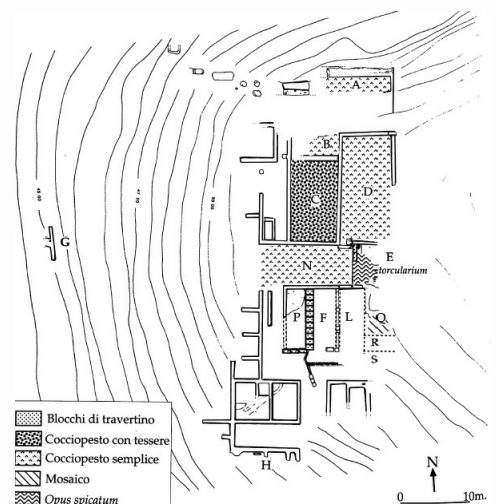 A
B
C
D
G
E
torcularium
N
P
F
L
Q
R
S
H
Blocchi di travertino
Cocciopesto con tessere
Cocciopesto semplice
Mosaico
Opus spicatum
N
0 10m.